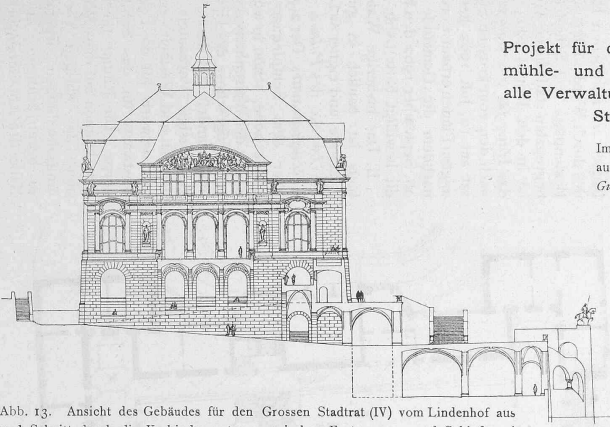 Projekt für d
mühle- und
alle Verwaltu
St
Im
au
Gu
Abb. 13. Ansicht des Gebäudes für den Grossen Stadtrat (IV) vom Lindenhof aus